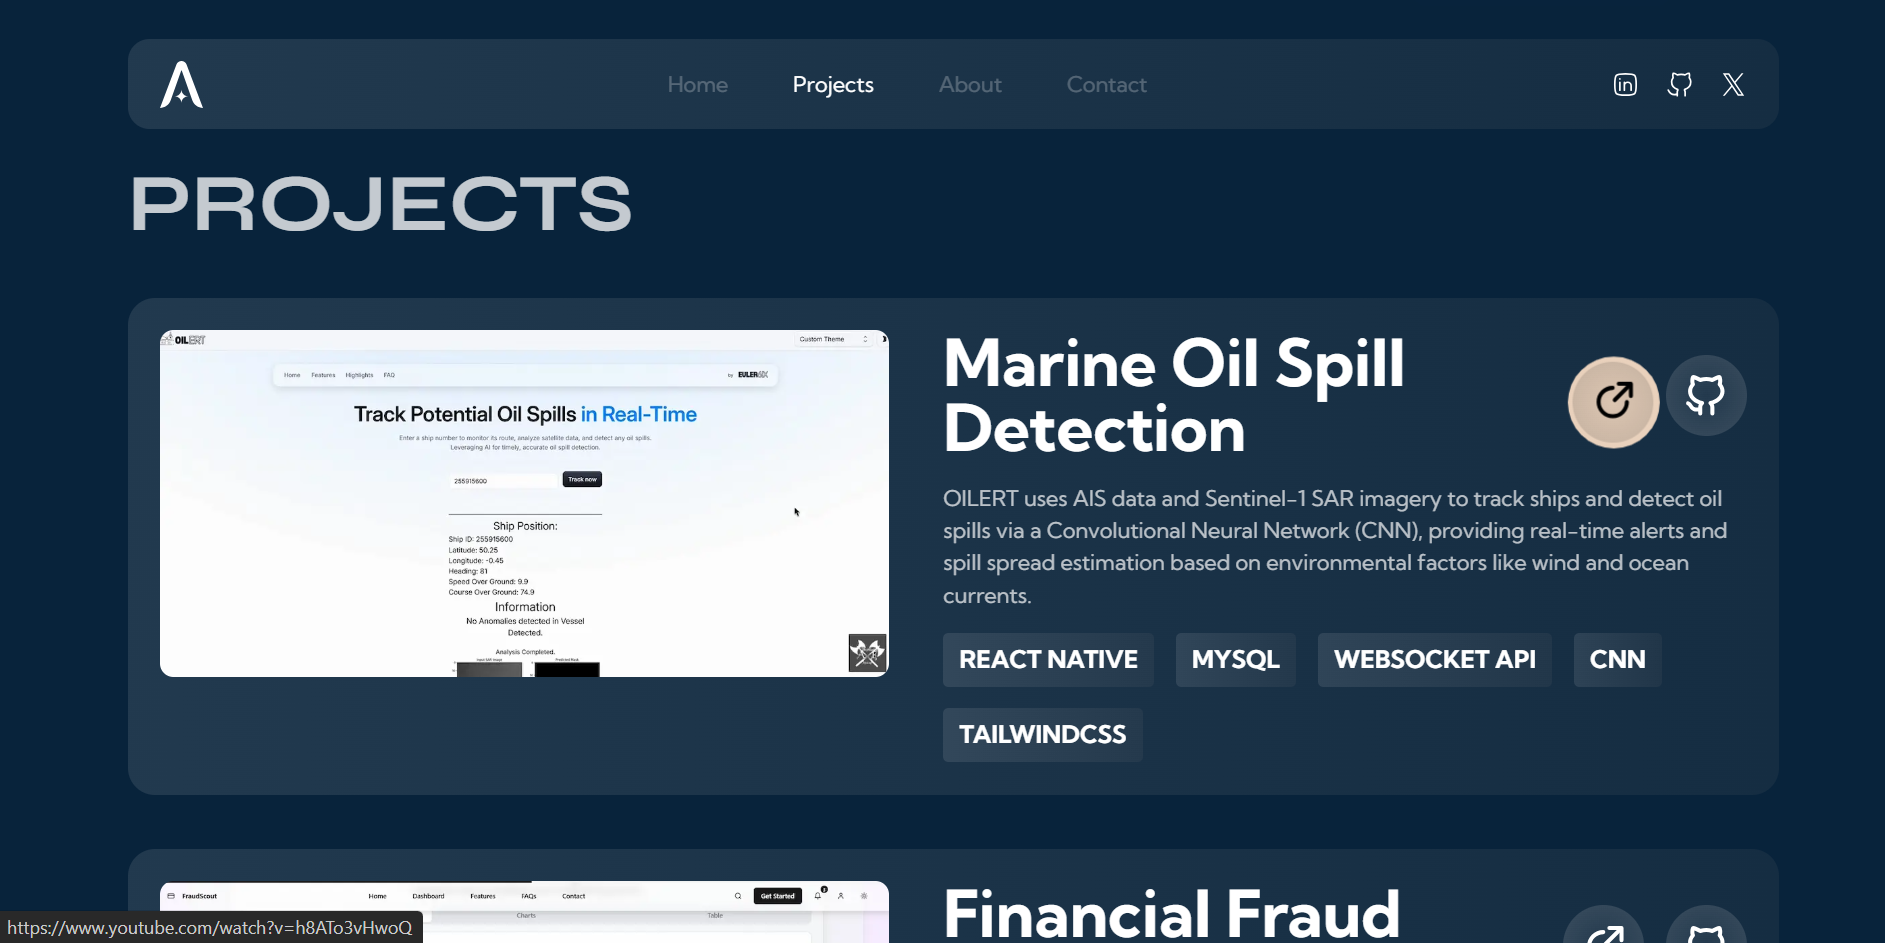 Home Projects About Contact
PROJECTS
OILERT
Custom Theme
Home Features Highlights FAQ
by EULER6IX
Track Potential Oil Spills in Real-Time
Enter a ship number to monitor its route, analyze satellite data, and detect any oil spills.
Leveraging AI for timely, accurate oil spill detection.
255915600 Track now
Ship Position:
Ship ID: 255915600
Latitude: 50.25
Longitude: -0.45
Heading: 81
Speed Over Ground: 9.9
Course Over Ground: 74.9
Information
No Anomalies detected in Vessel
Detected.
Analysis Completed.
Input SAR Image Predicted Mask
Marine Oil Spill
Detection
OILERT uses AIS data and Sentinel-1 SAR imagery to track ships and detect oil
spills via a Convolutional Neural Network (CNN), providing real-time alerts and
spill spread estimation based on environmental factors like wind and ocean
currents.
REACT NATIVE MYSQL WEBSOCKET API CNN
TAILWINDCSS
FraudScout Home Dashboard Features FAQs Contact Get Started
Charts Table
Financial Fraud
https://www.youtube.com/watch?v=h8ATo3vHwoQ